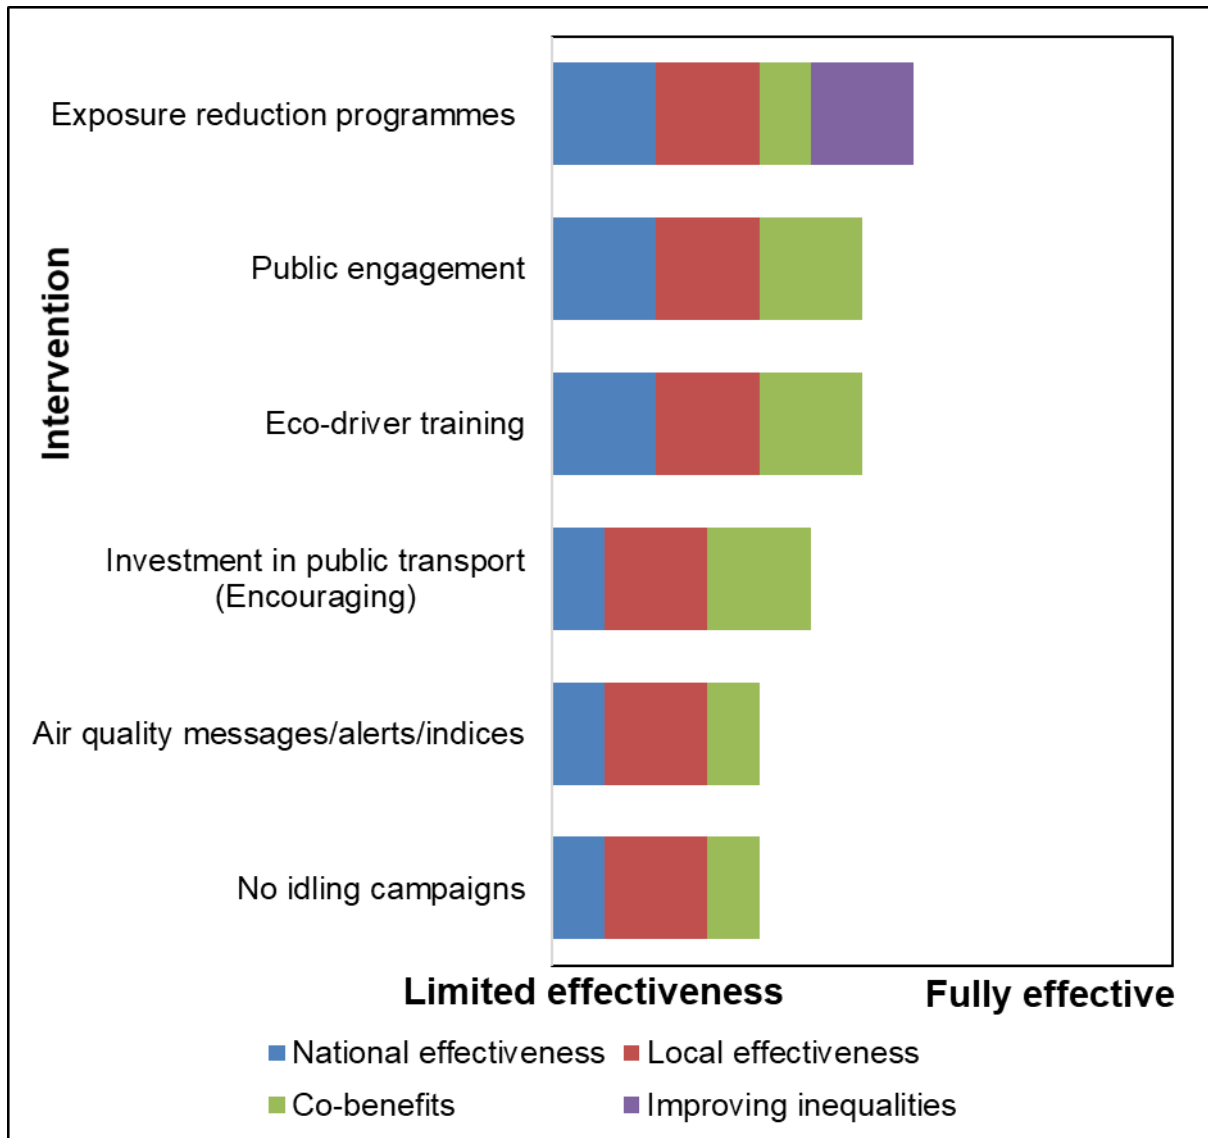 Exposure reduction programmes
Intervention
Public engagement
Eco-driver training
Investment in public transport
(Encouraging)
Air quality messages/alerts/indices
No idling campaigns
Limited effectiveness
Fully effective
National effectiveness
Local effectiveness
Co-benefits
Improving inequalities